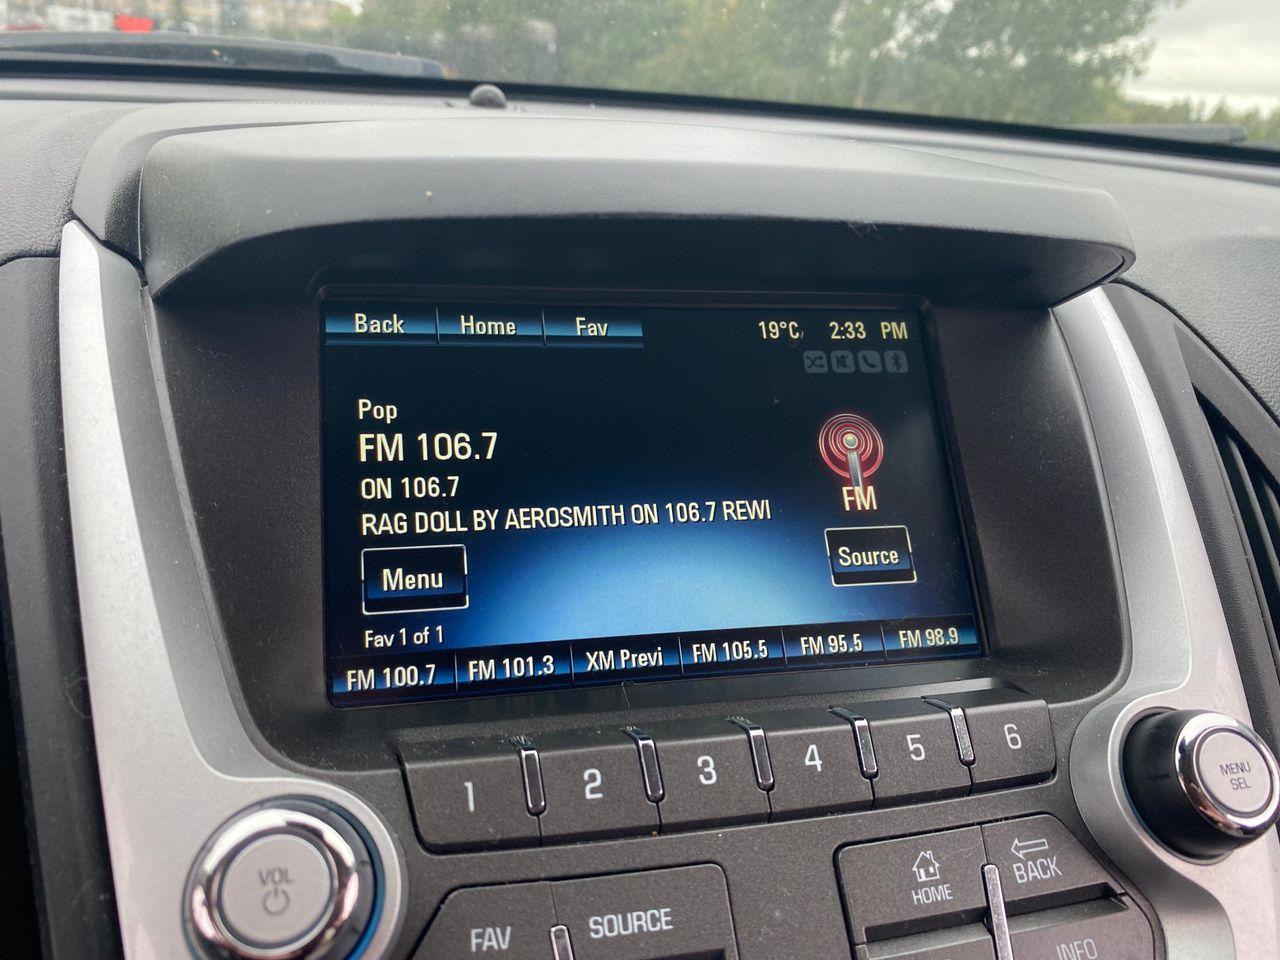 Back Home Fav 19°C 2:33 PM
Pop
FM 106.7
ON 106.7
RAG DOLL BY AEROSMITH ON 106.7 REWI
FM
Menu Source
Fav 1 of 1
FM 100.7 FM 101.3 XM Previ FM 105.5 FM 95.5 FM 98.9
1 2 3 4 5 6
MENU
SEL
VOL
HOME BACK
FAV SOURCE
INFO